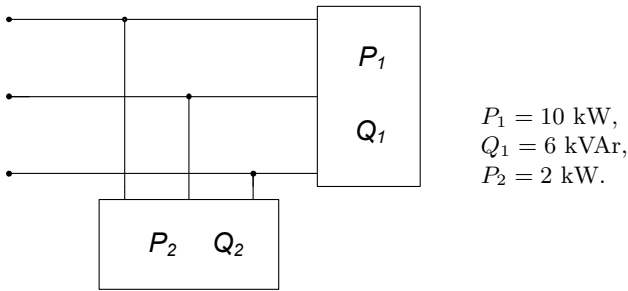 P₁
Q₁
P₂ Q₂
P₁ = 10 kW,
Q₁ = 6 kVAr,
P₂ = 2 kW.